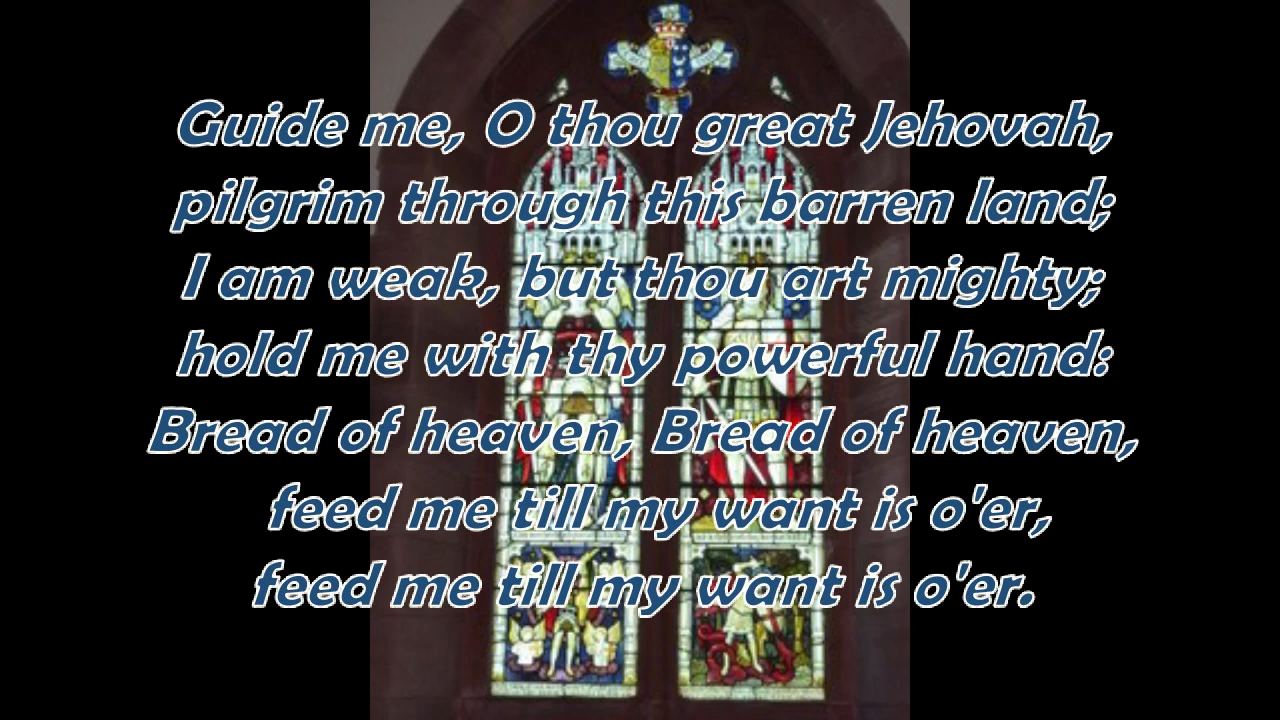 Guide me, O thou great Jehovah,
pilgrim through this barren land;
I am weak, but thou art mighty;
hold me with thy powerful hand:
Bread of heaven, Bread of heaven,
feed me till my want is o'er,
feed me till my want is o'er.